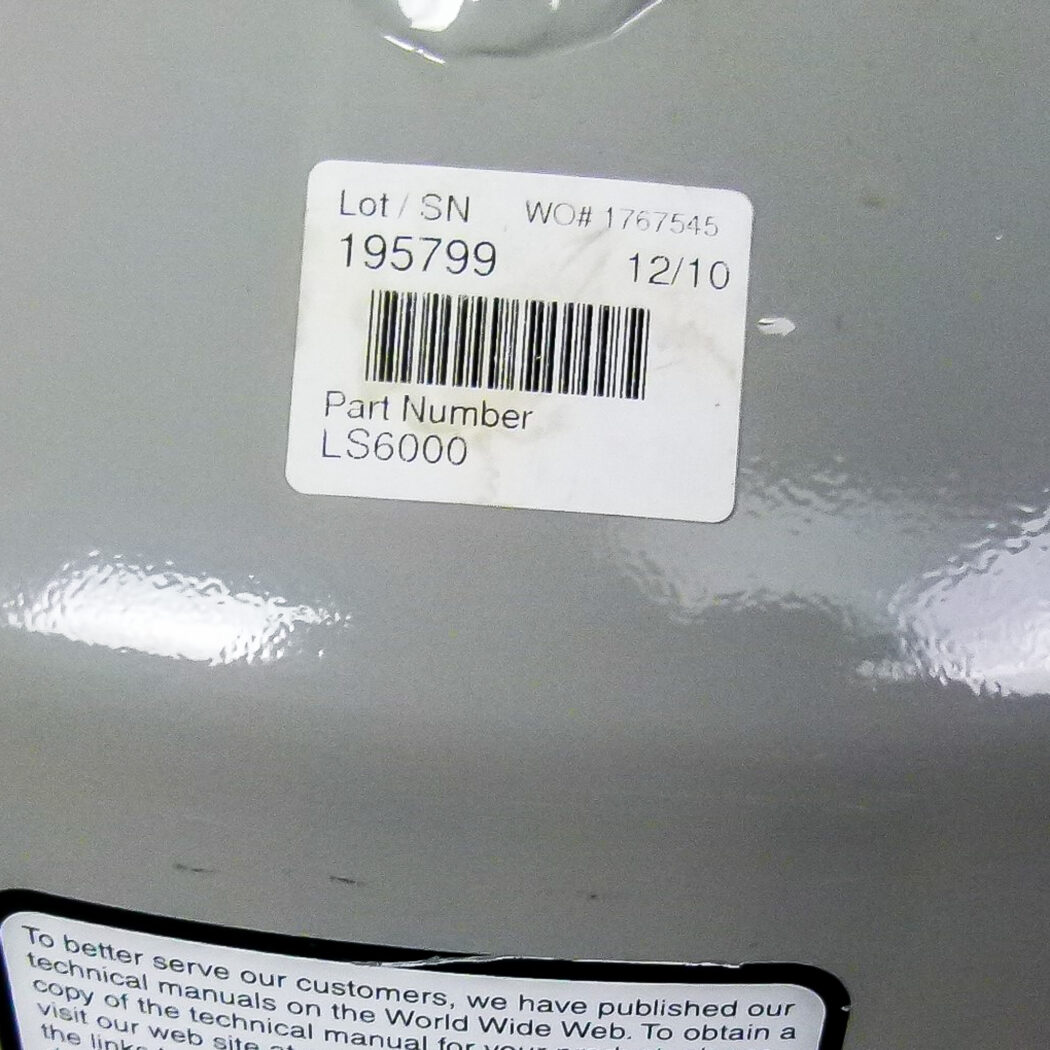 Lot / SN WO# 1767545
195799 12/10
Part Number
LS6000
To better serve our customers, we have published our
technical manuals on the World Wide Web. To obtain a
copy of the technical manual for your
visit our web site
the